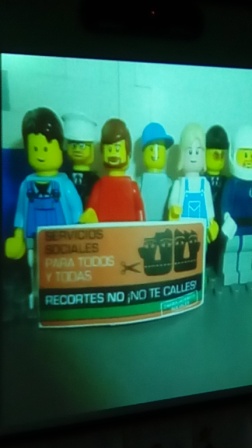 SERVICIOS
SOCIALES
PARA TODOS
Y TODAS
RECORTES NO ¡NO TE CALLES!